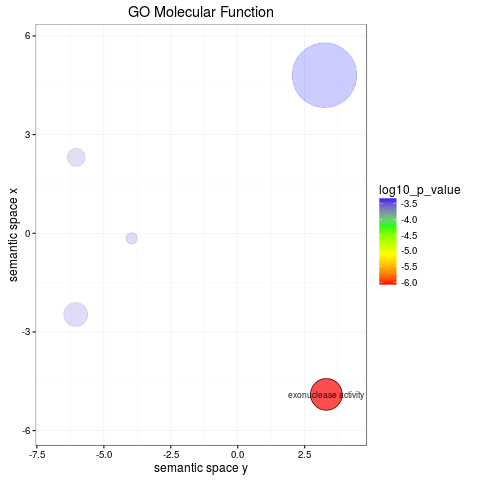 GO Molecular Function
6
3
0
-3
-6
semantic space x
exonuclease activity
-7.5 -5.0 -2.5 0.0 2.5
semantic space y
log10_p_value
-3.5
-4.0
-4.5
-5.0
-5.5
-6.0